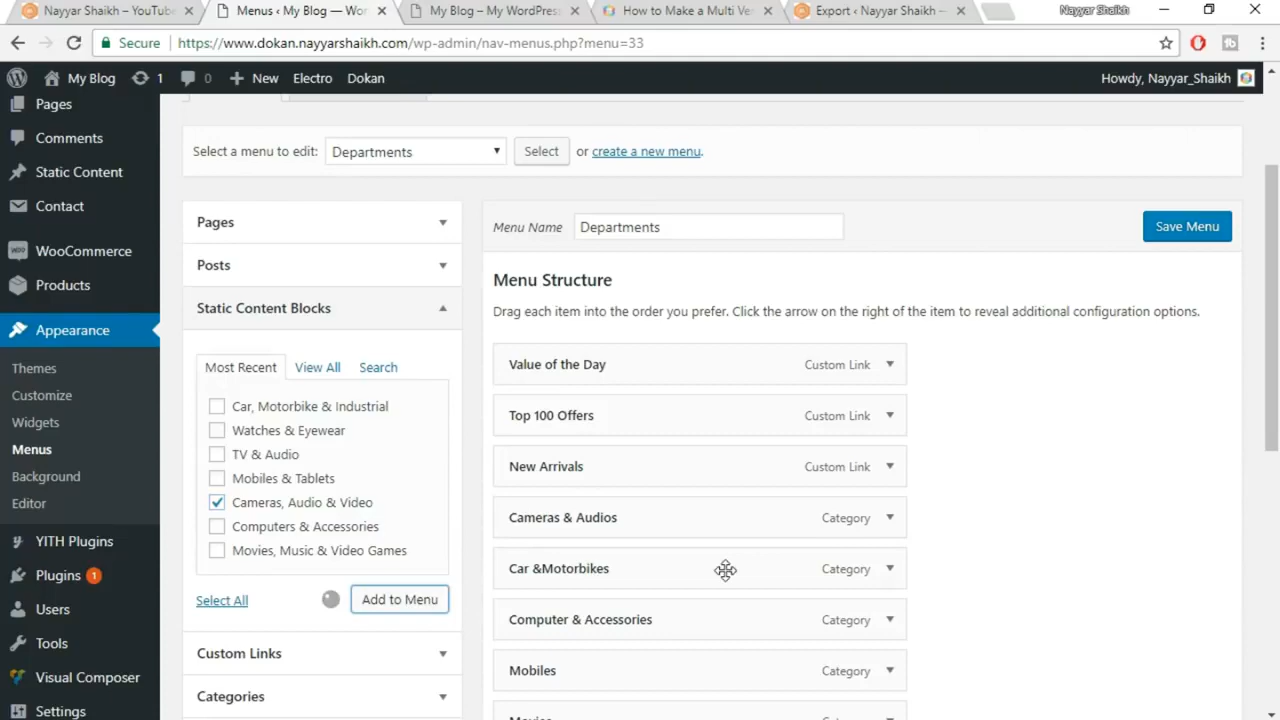 Nayyar Shaikh – YouTube
Menus ‹ My Blog — Wor
My Blog – My WordPress
How to Make a Multi Ve
Export ‹ Nayyar Shaikh —
Nayyar Shaikh
Secure
https://www.dokan.nayyarshaikh.com/wp-admin/nav-menus.php?menu=33
My Blog
1
0
New
Electro
Dokan
Howdy, Nayyar_Shaikh
Pages
Comments
Static Content
Contact
WooCommerce
Products
Appearance
Themes
Customize
Widgets
Menus
Background
Editor
YITH Plugins
Plugins 1
Users
Tools
Visual Composer
Settings
Select a menu to edit:
Departments
Select
or create a new menu.
Pages
Posts
Static Content Blocks
Most Recent
View All
Search
Car, Motorbike & Industrial
Watches & Eyewear
TV & Audio
Mobiles & Tablets
Cameras, Audio & Video
Computers & Accessories
Movies, Music & Video Games
Select All
Add to Menu
Custom Links
Categories
Menu Name
Departments
Save Menu
Menu Structure
Drag each item into the order you prefer. Click the arrow on the right of the item to reveal additional configuration options.
Value of the Day
Custom Link
Top 100 Offers
Custom Link
New Arrivals
Custom Link
Cameras & Audios
Category
Car &Motorbikes
Category
Computer & Accessories
Category
Mobiles
Category